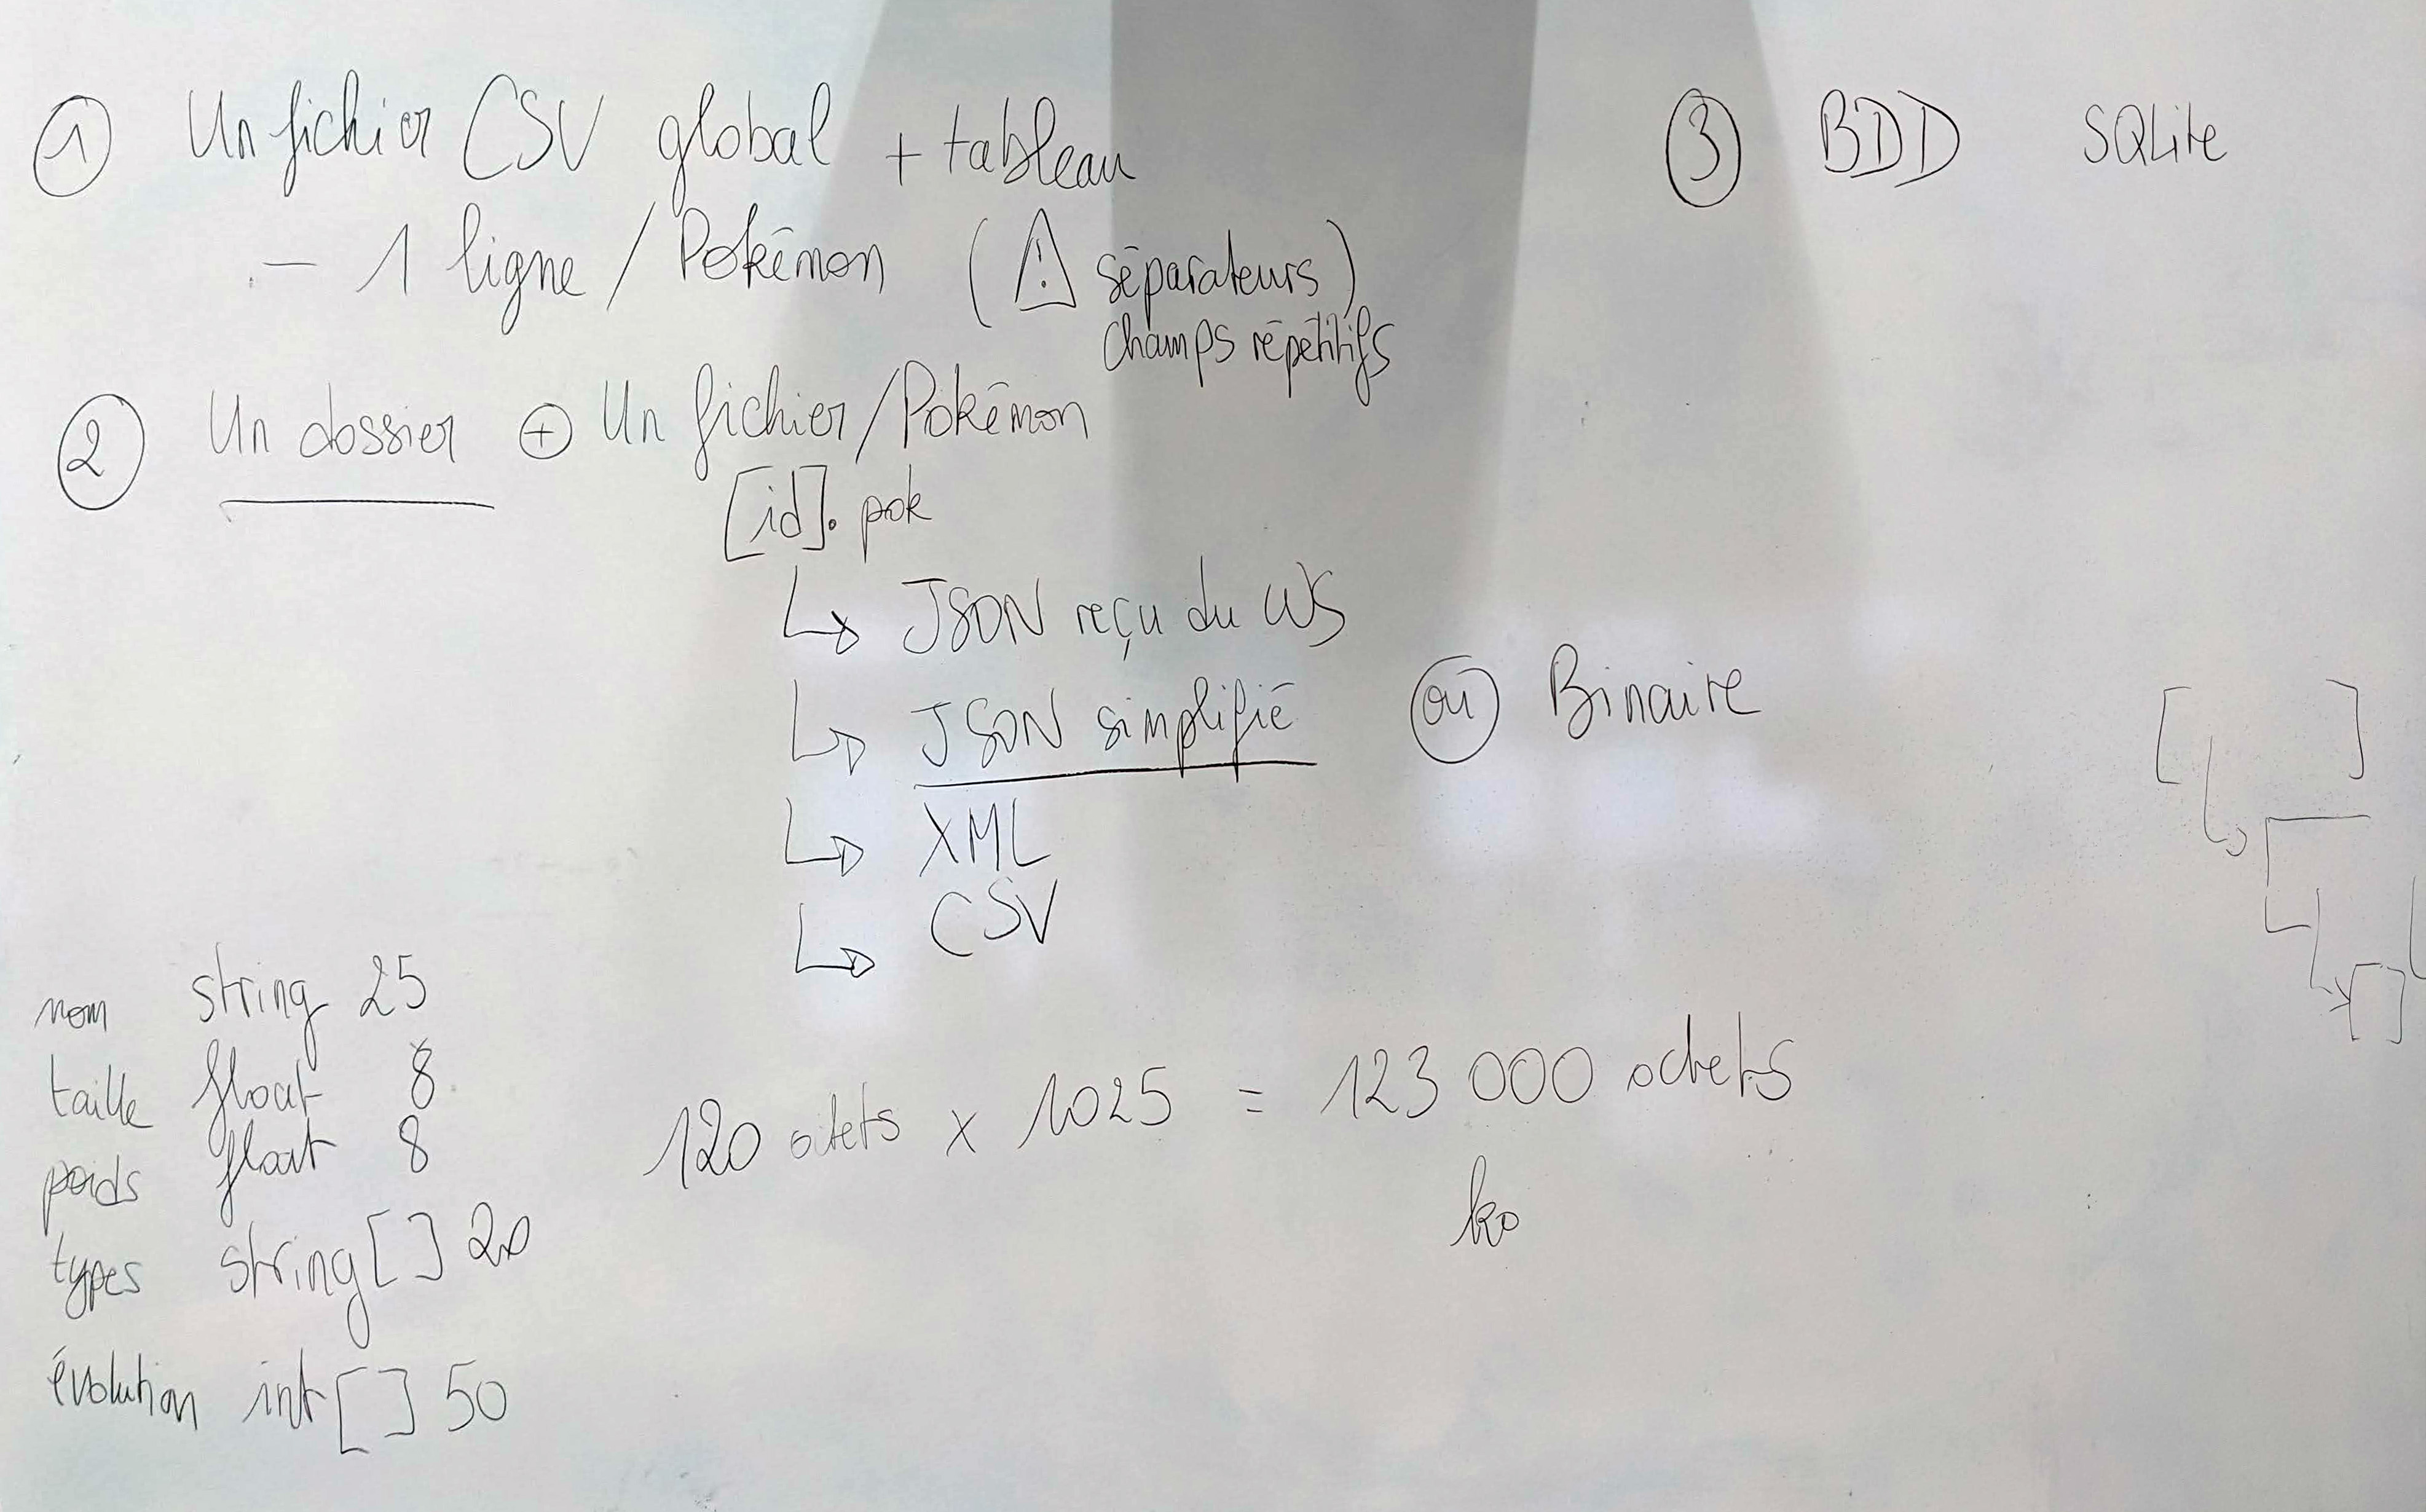 ① Un fichier CSV global + tableau
- 1 ligne / Pokémon (⚠ séparateurs)
champs répétitifs
② Un dossier ⊕ Un fichier/Pokémon
[id].pok
↳ JSON reçu du WS
↳ JSON simplifié (ou) Binaire
↳ XML
↳ CSV
③ BDD SQLite
nom string 25
taille float 8
poids float 8
types string[] 20
évolution int[] 50
120 octets x 1025 = 123 000 octets
ko